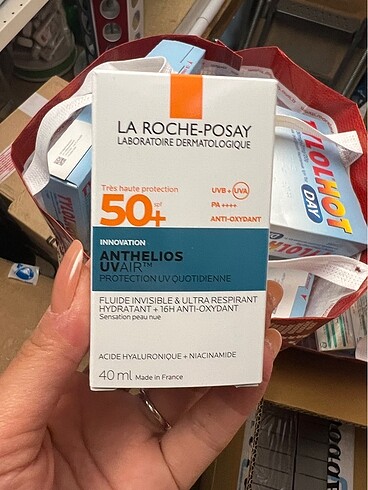 LA ROCHE-POSAY
LABORATOIRE DERMATOLOGIQUE
Très haute protection
50+ spf
UVB + UVA
PA ++++
ANTI-OXYDANT
INNOVATION
ANTHELIOS
UVAIR™
PROTECTION UV QUOTIDIENNE
FLUIDE INVISIBLE & ULTRA RESPIRANT
HYDRATANT + 16H ANTI-OXYDANT
Sensation peau nue
ACIDE HYALURONIQUE + NIACINAMIDE
40 ml Made in France
TYLOLHOT
DAY